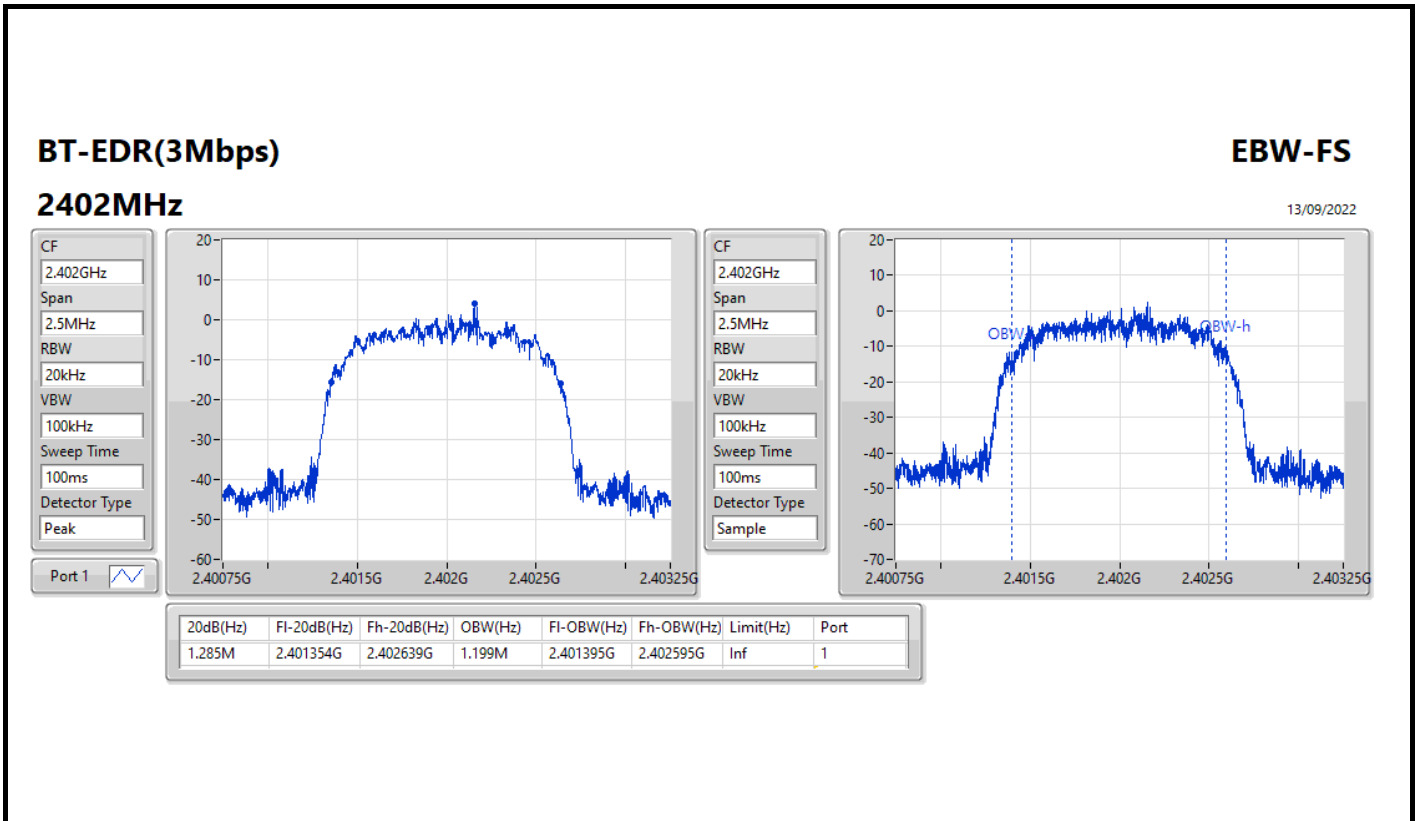 BT-EDR(3Mbps)
EBW-FS
2402MHz
13/09/2022
CF
2.402GHz
Span
2.5MHz
RBW
20kHz
VBW
100kHz
Sweep Time
100ms
Detector Type
Peak
Port 1
20-
10-
0-
-10-
-20-
-30-
-40-
-50-
-60-
2.40075G 2.4015G 2.402G 2.4025G 2.40325G
CF
2.402GHz
Span
2.5MHz
RBW
20kHz
VBW
100kHz
Sweep Time
100ms
Detector Type
Sample
20-
10-
0-
-10-
-20-
-30-
-40-
-50-
-60-
-70-
OBW
OBW-h
2.40075G 2.4015G 2.402G 2.4025G 2.40325G
20dB(Hz) Fl-20dB(Hz) Fh-20dB(Hz) OBW(Hz) Fl-OBW(Hz) Fh-OBW(Hz) Limit(Hz) Port
1.285M 2.401354G 2.402639G 1.199M 2.401395G 2.402595G Inf 1